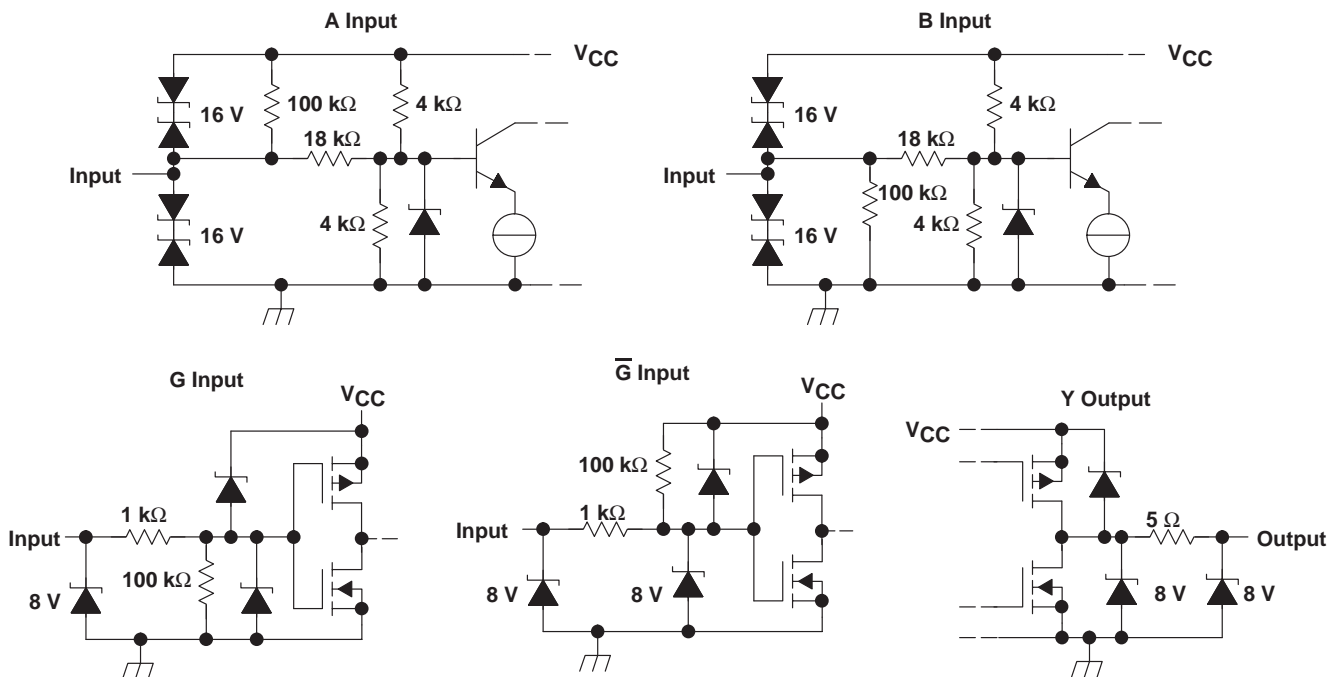 A Input
VCC
16 V
100 kΩ
4 kΩ
18 kΩ
Input
16 V
4 kΩ
B Input
VCC
16 V
4 kΩ
18 kΩ
Input
100 kΩ
16 V
4 kΩ
G Input
VCC
1 kΩ
Input
100 kΩ
8 V
G̅ Input
VCC
100 kΩ
1 kΩ
Input
8 V
8 V
Y Output
VCC
5 Ω
Output
8 V
8 V